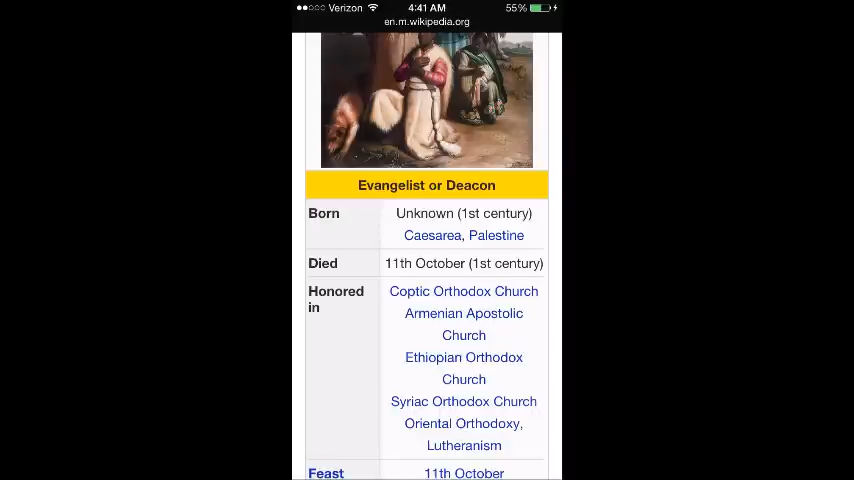 Verizon 4:41 AM 55%
en.m.wikipedia.org
Evangelist or Deacon
Born Unknown (1st century)
Caesarea, Palestine
Died 11th October (1st century)
Honored Coptic Orthodox Church
in Armenian Apostolic
Church
Ethiopian Orthodox
Church
Syriac Orthodox Church
Oriental Orthodoxy,
Lutheranism
Feast 11th October